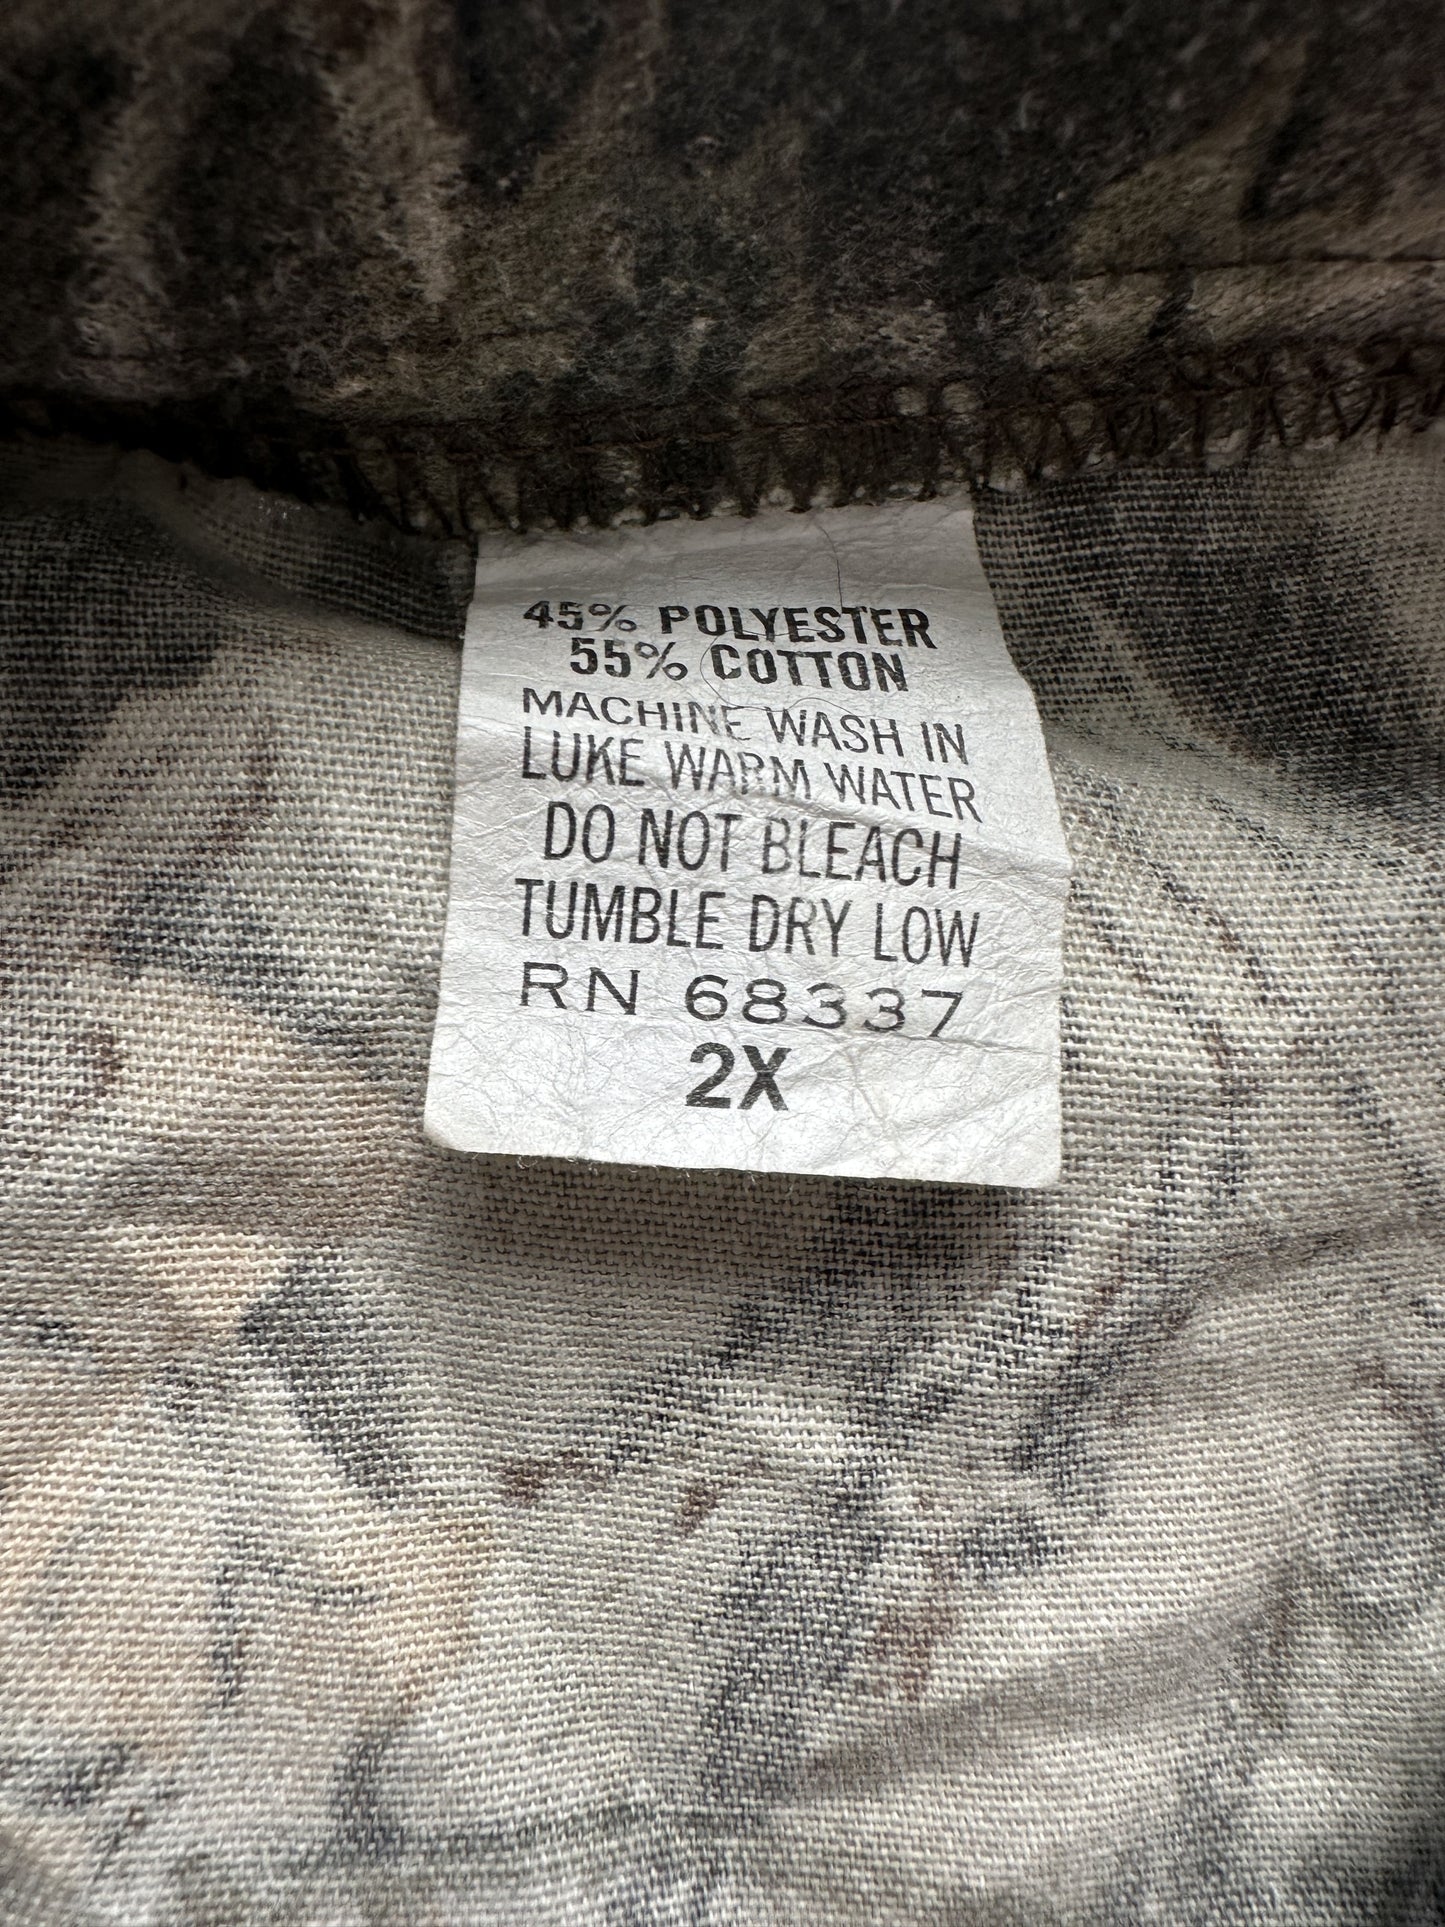 45% POLYESTER
55% COTTON
MACHINE WASH IN
LUKE WARM WATER
DO NOT BLEACH
TUMBLE DRY LOW
RN 68337
2X